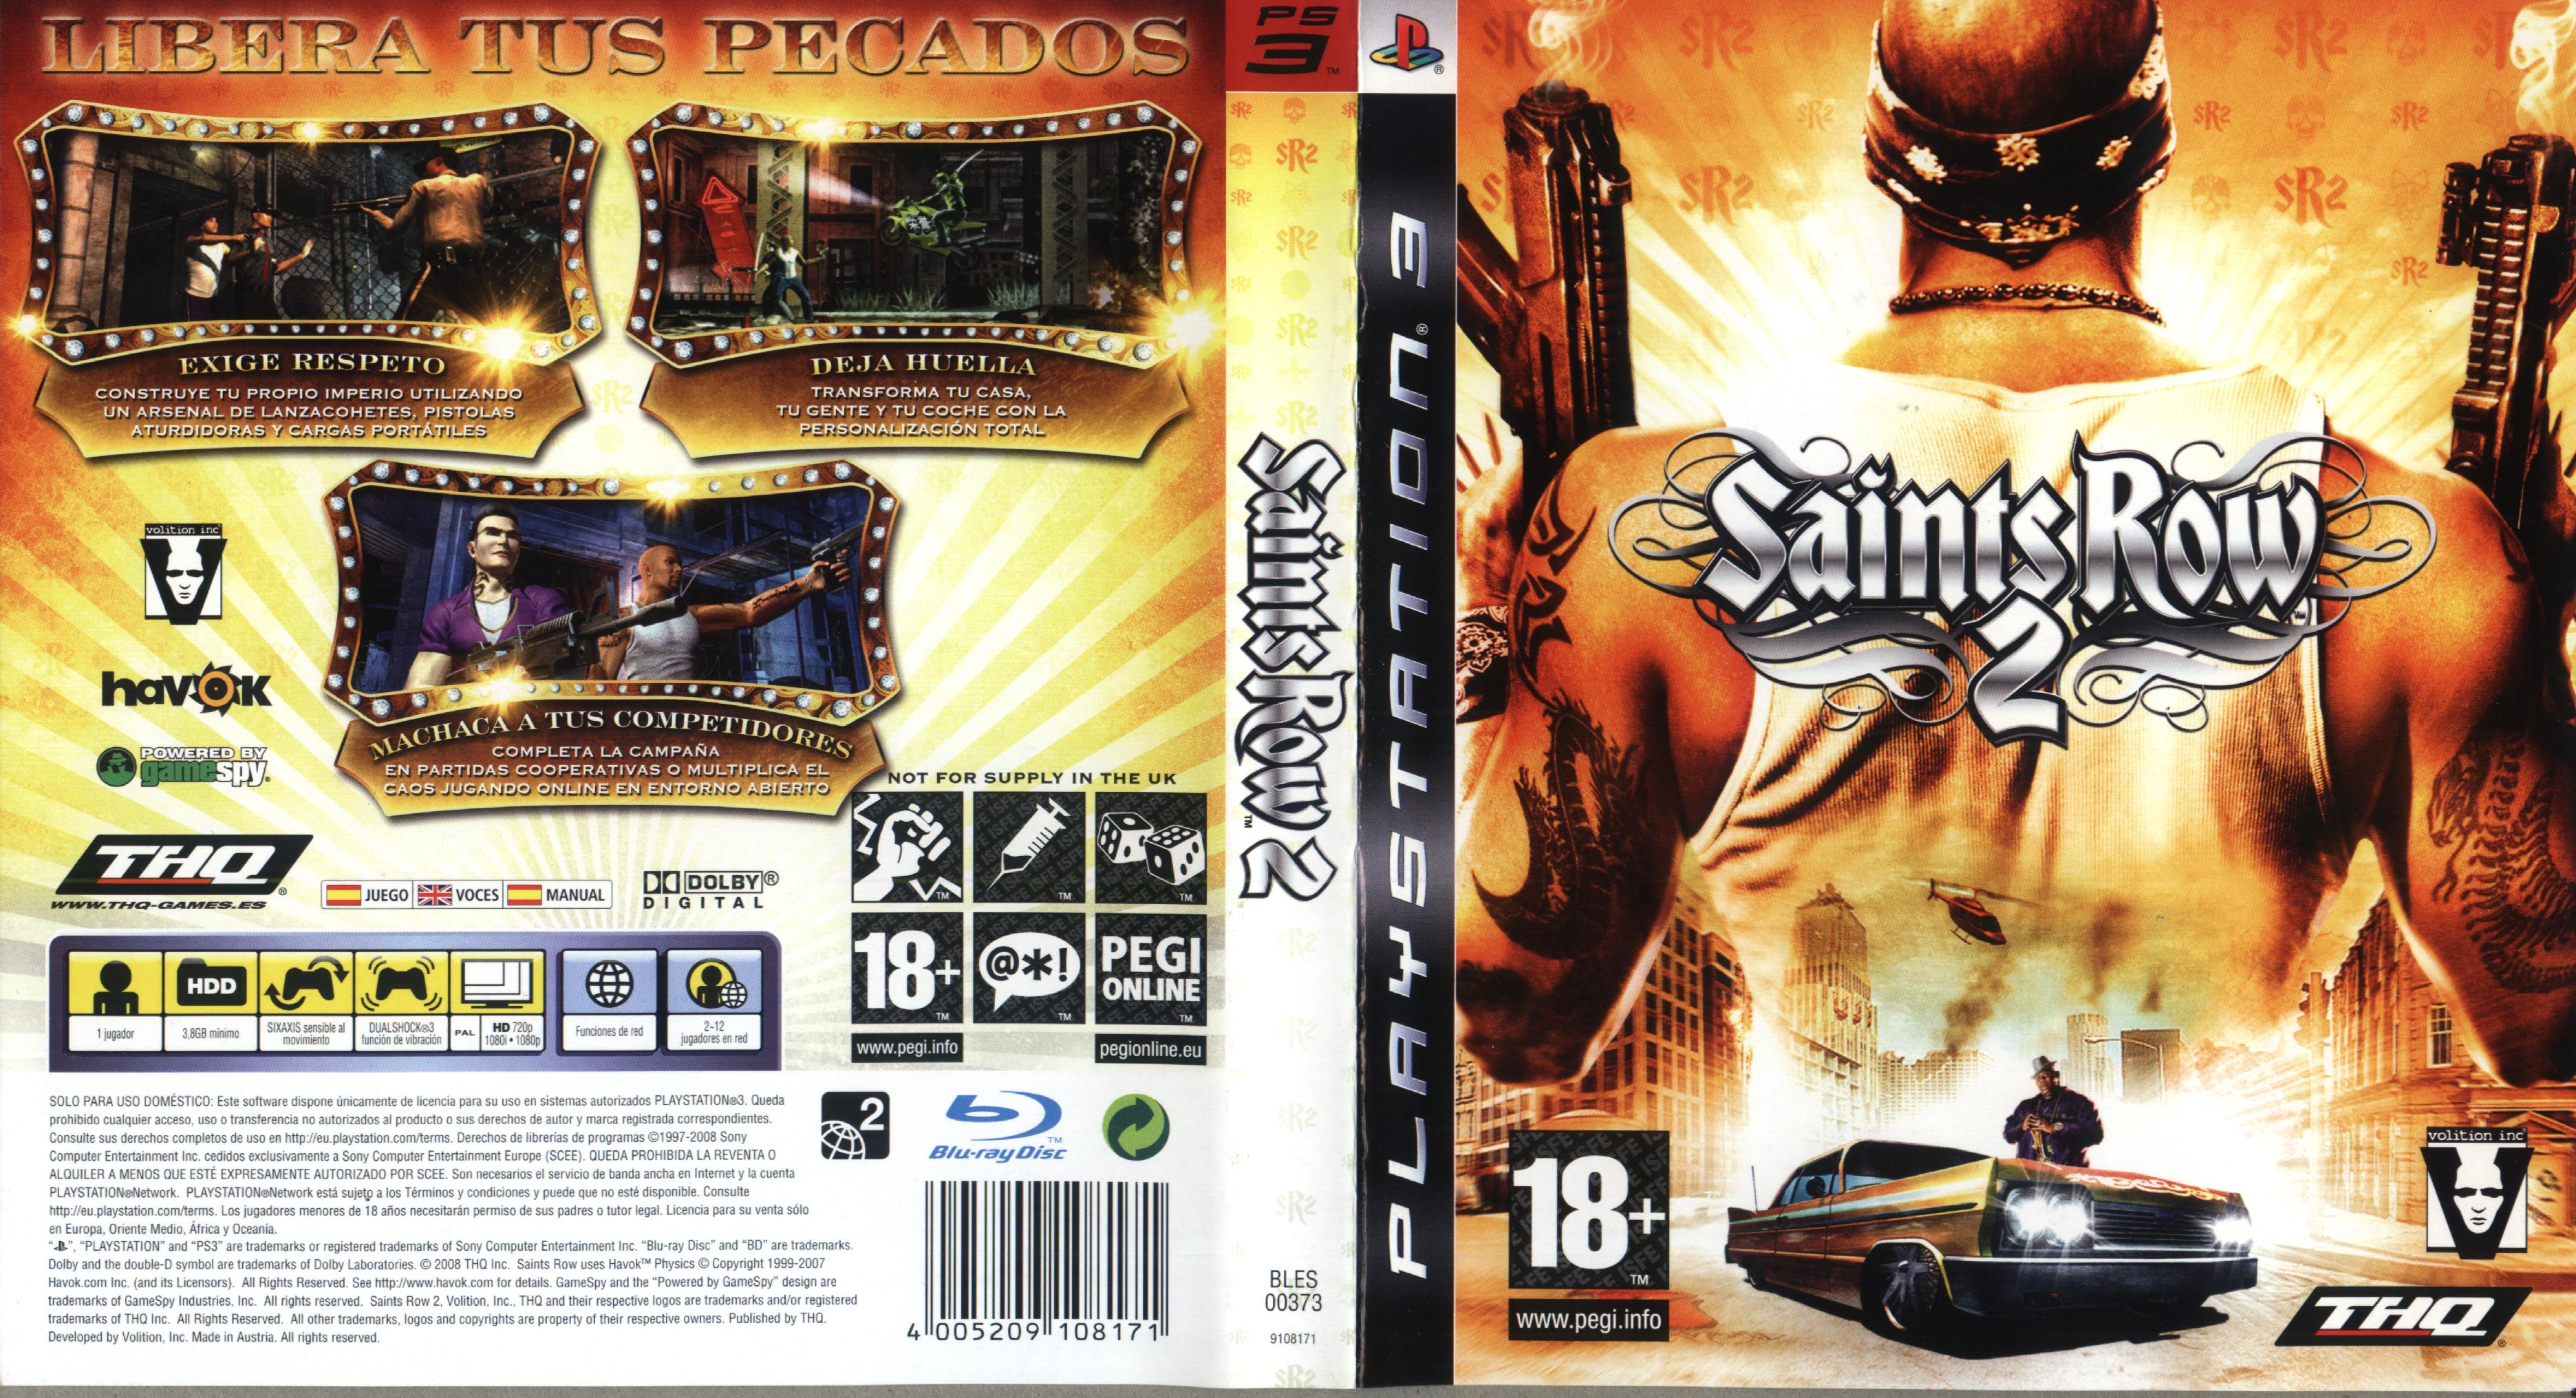 LIBERA TUS PECADOS
EXIGE RESPETO
CONSTRUYE TU PROPIO IMPERIO UTILIZANDO
UN ARSENAL DE LANZACOHETES, PISTOLAS
ATURDIDORAS Y CARGAS PORTÁTILES
DEJA HUELLA
TRANSFORMA TU CASA,
TU GENTE Y TU COCHE CON LA
PERSONALIZACIÓN TOTAL
volition inc
havok
POWERED BY
gamespy®
MACHACA A TUS COMPETIDORES
COMPLETA LA CAMPAÑA
EN PARTIDAS COOPERATIVAS O MULTIPLICA EL
CAOS JUGANDO ONLINE EN ENTORNO ABIERTO
NOT FOR SUPPLY IN THE UK
THQ®
WWW.THQ-GAMES.ES
JUEGO VOCES MANUAL
DOLBY®
DIGITAL
18+
@*!
PEGI
ONLINE
www.pegi.info
pegionline.eu
1 jugador
HDD
3,8GB mínimo
SIXAXIS sensible al
movimiento
DUALSHOCK®3
función de vibración
PAL
HD 720p
1080i • 1080p
Funciones de red
2-12
jugadores en red
SOLO PARA USO DOMÉSTICO: Este software dispone únicamente de licencia para su uso en sistemas autorizados PLAYSTATION®3. Queda
prohibido cualquier acceso, uso o transferencia no autorizados al producto o sus derechos de autor y marca registrada correspondientes.
Consulte sus derechos completos de uso en http://eu.playstation.com/terms. Derechos de librerías de programas ©1997-2008 Sony
Computer Entertainment Inc. cedidos exclusivamente a Sony Computer Entertainment Europe (SCEE). QUEDA PROHIBIDA LA REVENTA O
ALQUILER A MENOS QUE ESTÉ EXPRESAMENTE AUTORIZADO POR SCEE. Son necesarios el servicio de banda ancha en Internet y la cuenta
PLAYSTATION®Network. PLAYSTATION®Network está sujeto a los Términos y condiciones y puede que no esté disponible. Consulte
http://eu.playstation.com/terms. Los jugadores menores de 18 años necesitarán permiso de sus padres o tutor legal. Licencia para su venta sólo
en Europa, Oriente Medio, África y Oceanía.
"", "PLAYSTATION" and "PS3" are trademarks or registered trademarks of Sony Computer Entertainment Inc. "Blu-ray Disc" and "BD" are trademarks.
Dolby and the double-D symbol are trademarks of Dolby Laboratories. © 2008 THQ Inc. Saints Row uses Havok™ Physics © Copyright 1999-2007
Havok.com Inc. (and its Licensors). All Rights Reserved. See http://www.havok.com for details. GameSpy and the "Powered by GameSpy" design are
trademarks of GameSpy Industries, Inc. All rights reserved. Saints Row 2, Volition, Inc., THQ and their respective logos are trademarks and/or registered
trademarks of THQ Inc. All Rights Reserved. All other trademarks, logos and copyrights are property of their respective owners. Published by THQ.
Developed by Volition, Inc. Made in Austria. All rights reserved.
2
Blu-ray Disc™
4 005209 108171
PS3™
Saints Row 2™
BLES
00373
9108171
PLAYSTATION®3
SR2
Saints Row
2
18+
www.pegi.info
volition inc
THQ®